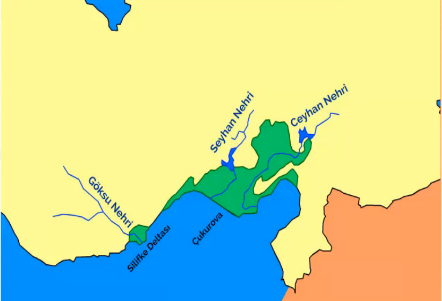 Seyhan Nehri
Ceyhan Nehri
Göksu Nehri
Silifke Deltası
Çukurova